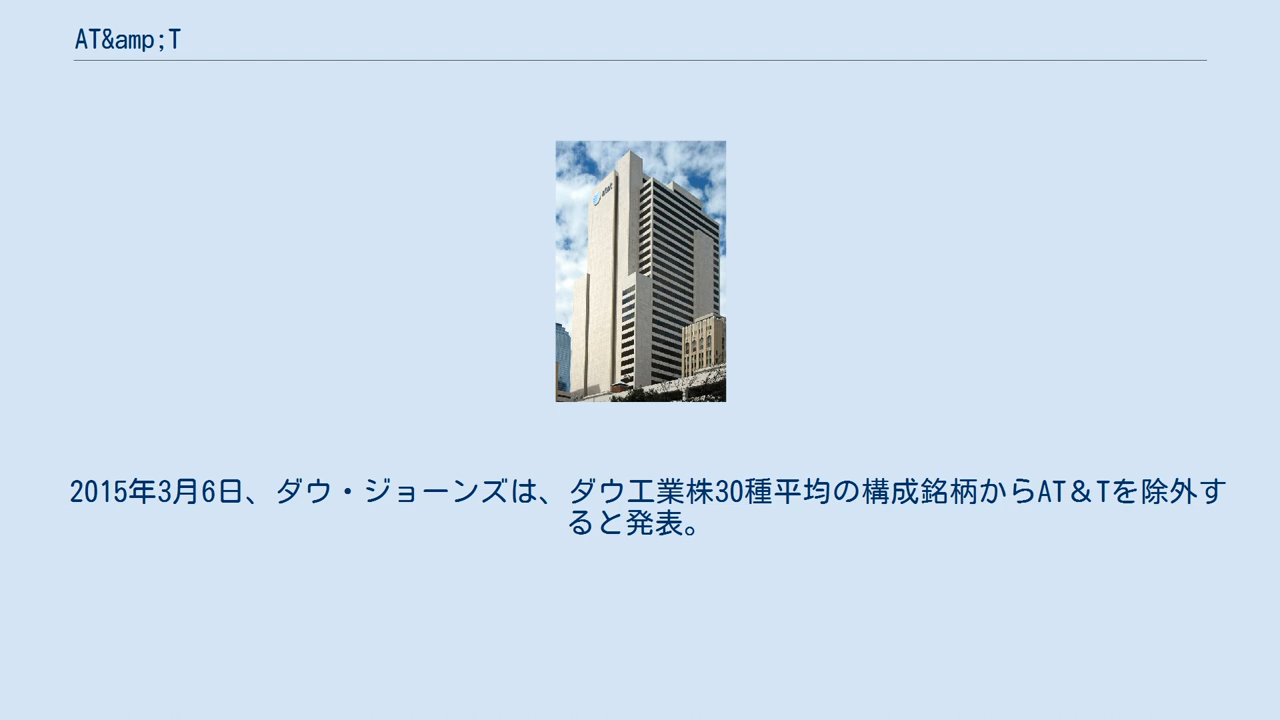 AT&amp;T
at&t
2015年3月6日、ダウ・ジョーンズは、ダウ工業株30種平均の構成銘柄からAT＆Tを除外す
ると発表。